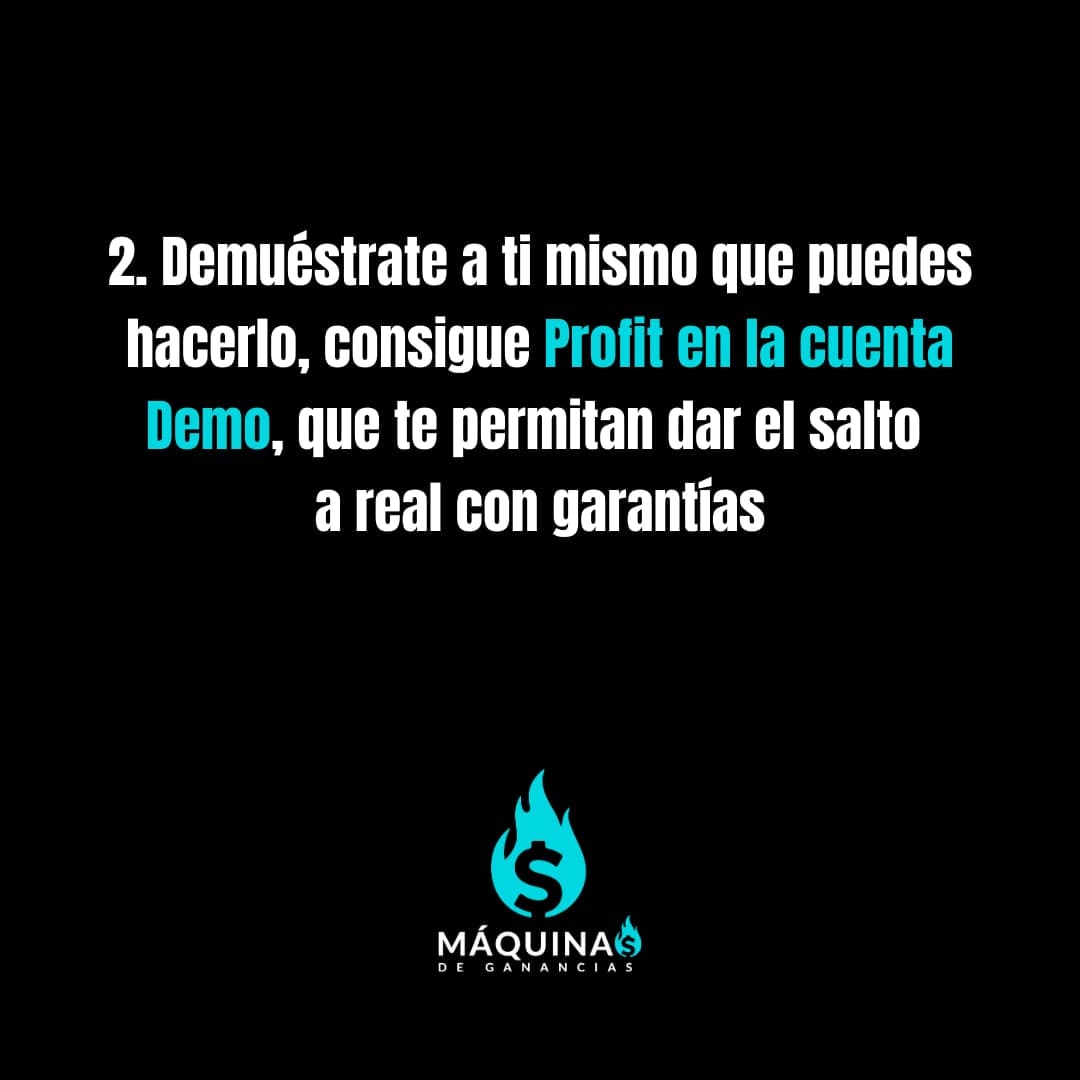 2. Demuéstrate a ti mismo que puedes
hacerlo, consigue Profit en la cuenta
Demo, que te permitan dar el salto
a real con garantías
$
MÁQUINA$
DE GANANCIAS